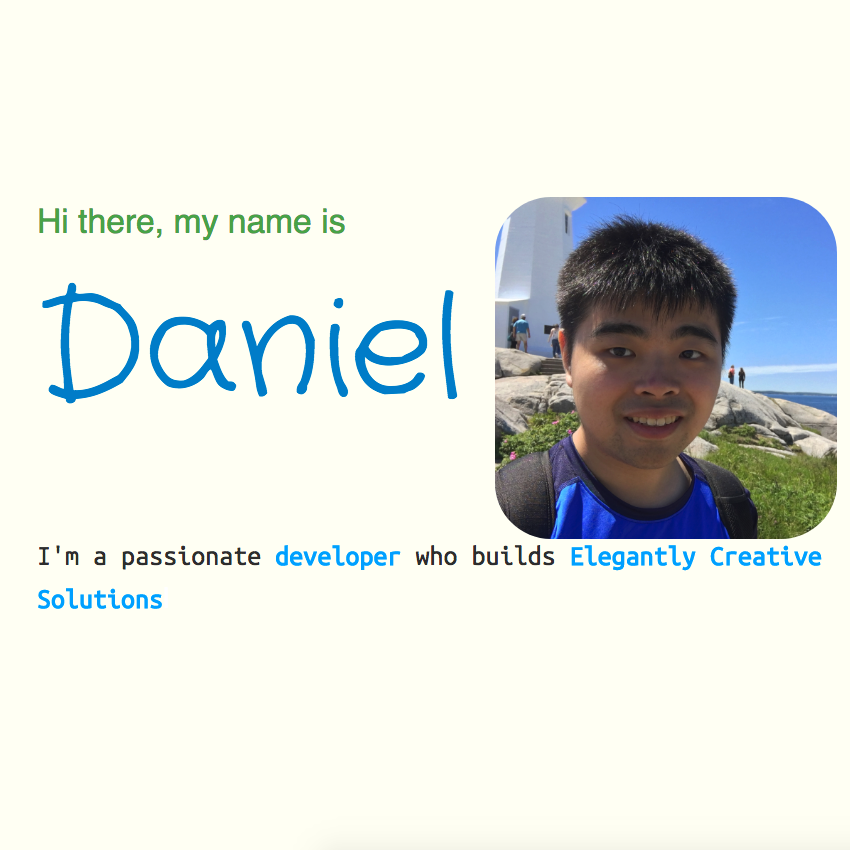 Hi there, my name is
Daniel
I'm a passionate developer who builds Elegantly Creative
Solutions